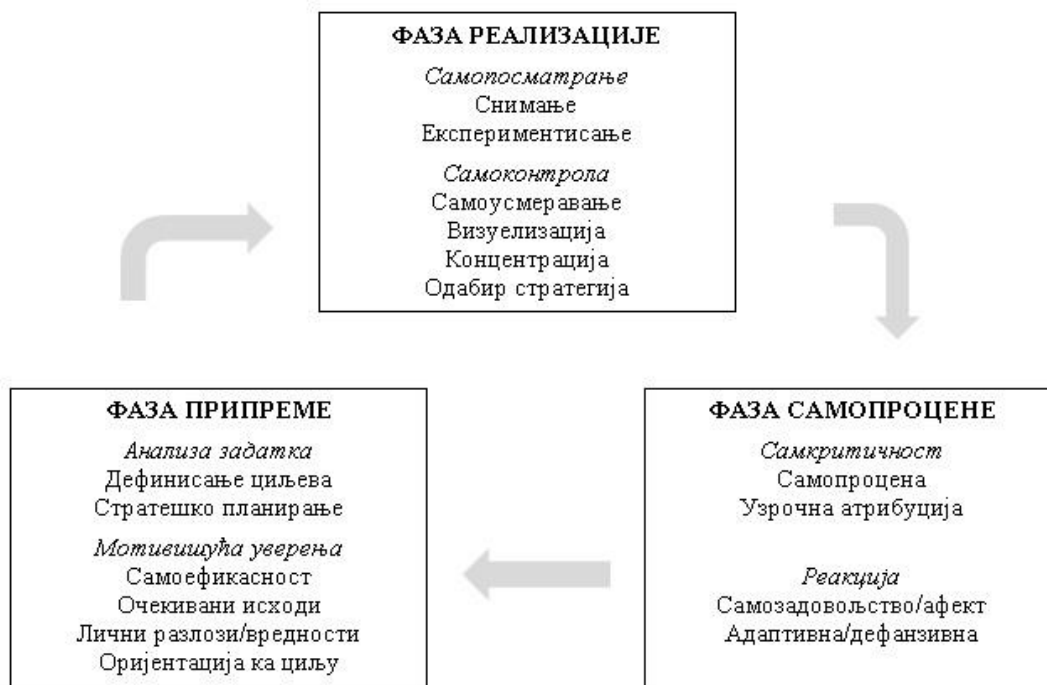 ФАЗА РЕАЛИЗАЦИЈЕ
Самопосматрање
Снимање
Експериментисање
Самоконтрола
Самоусмеравање
Визуелизација
Концентрација
Одабир стратегија
ФАЗА ПРИПРЕМЕ
Анализа задатка
Дефинисање циљева
Стратешко планирање
Мотивишућа уверења
Самоефикасност
Очекивани исходи
Лични разлози/вредности
Оријентација ка циљу
ФАЗА САМОПРОЦЕНЕ
Самкритичност
Самопроцена
Узрочна атрибуција
Реакција
Самозадовољство/афект
Адаптивна/дефанзивна